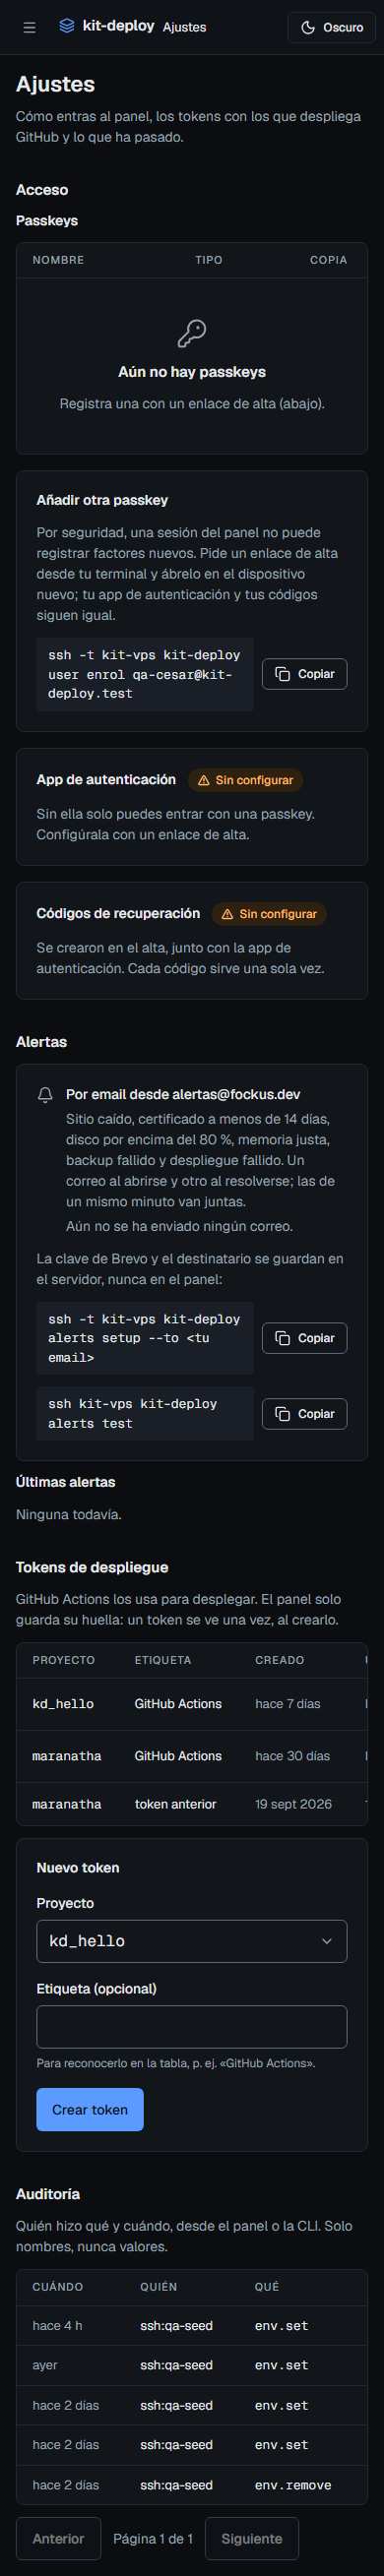 kit-deploy Ajustes Oscuro
Ajustes
Cómo entras al panel, los tokens con los que despliega
GitHub y lo que ha pasado.
Acceso
Passkeys
NOMBRE TIPO COPIA
Aún no hay passkeys
Registra una con un enlace de alta (abajo).
Añadir otra passkey
Por seguridad, una sesión del panel no puede
registrar factores nuevos. Pide un enlace de alta
desde tu terminal y ábrelo en el dispositivo
nuevo; tu app de autenticación y tus códigos
siguen igual.
ssh -t kit-vps kit-deploy
user enrol qa-cesar@kit-
deploy.test
Copiar
App de autenticación Sin configurar
Sin ella solo puedes entrar con una passkey.
Configúrala con un enlace de alta.
Códigos de recuperación Sin configurar
Se crearon en el alta, junto con la app de
autenticación. Cada código sirve una sola vez.
Alertas
Por email desde alertas@fockus.dev
Sitio caído, certificado a menos de 14 días,
disco por encima del 80 %, memoria justa,
backup fallido y despliegue fallido. Un
correo al abrirse y otro al resolverse; las de
un mismo minuto van juntas.
Aún no se ha enviado ningún correo.
La clave de Brevo y el destinatario se guardan en
el servidor, nunca en el panel:
ssh -t kit-vps kit-deploy
alerts setup --to <tu
email>
Copiar
ssh kit-vps kit-deploy
alerts test
Copiar
Últimas alertas
Ninguna todavía.
Tokens de despliegue
GitHub Actions los usa para desplegar. El panel solo
guarda su huella: un token se ve una vez, al crearlo.
PROYECTO ETIQUETA CREADO
kd_hello GitHub Actions hace 7 días
maranatha GitHub Actions hace 30 días
maranatha token anterior 19 sept 2026
Nuevo token
Proyecto
kd_hello
Etiqueta (opcional)
Para reconocerlo en la tabla, p. ej. «GitHub Actions».
Crear token
Auditoría
Quién hizo qué y cuándo, desde el panel o la CLI. Solo
nombres, nunca valores.
CUÁNDO QUIÉN QUÉ
hace 4 h ssh:qa-seed env.set
ayer ssh:qa-seed env.set
hace 2 días ssh:qa-seed env.set
hace 2 días ssh:qa-seed env.set
hace 2 días ssh:qa-seed env.remove
Anterior Página 1 de 1 Siguiente